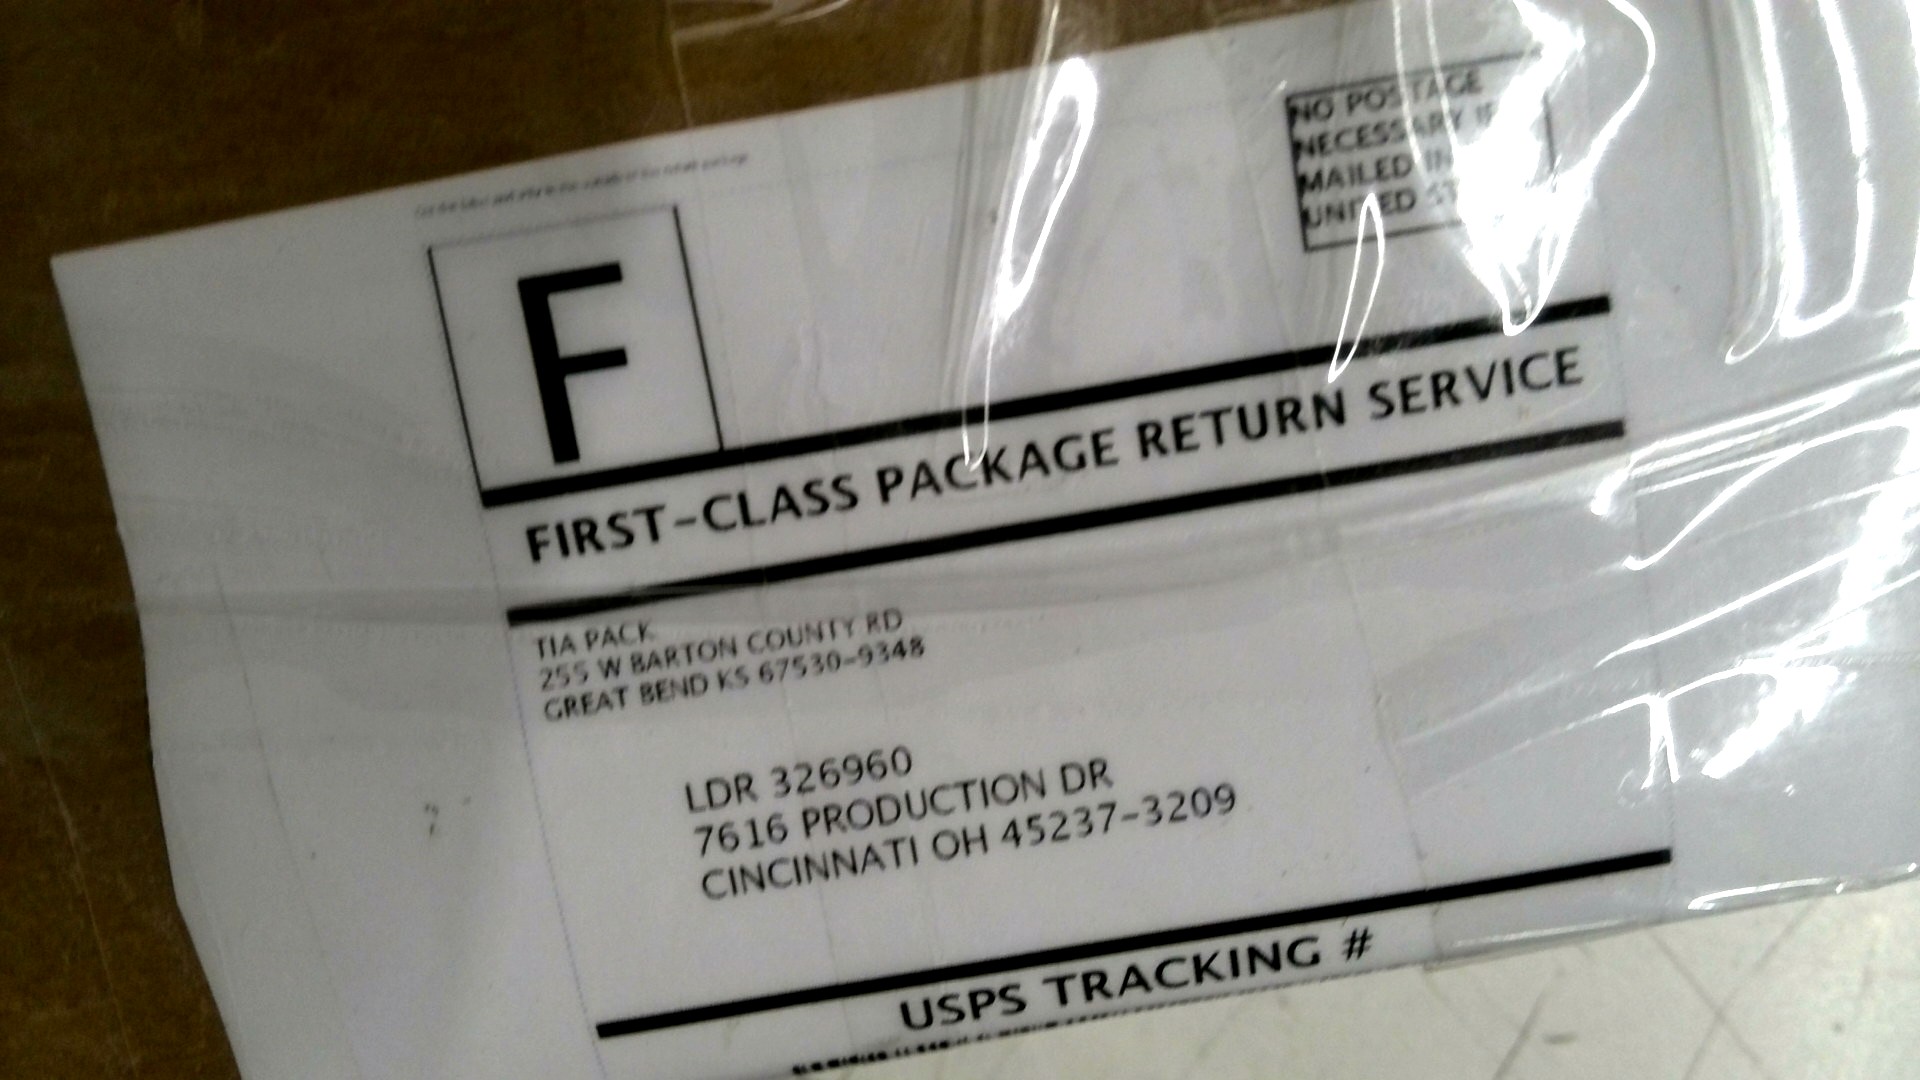 F
NO POSTAGE
NECESSARY IF
MAILED IN
UNITED
FIRST-CLASS PACKAGE RETURN SERVICE
TIA PACK
255 W BARTON COUNTY RD
GREAT BEND KS 67530-9348
LDR 326960
7616 PRODUCTION DR
CINCINNATI OH 45237-3209
USPS TRACKING #